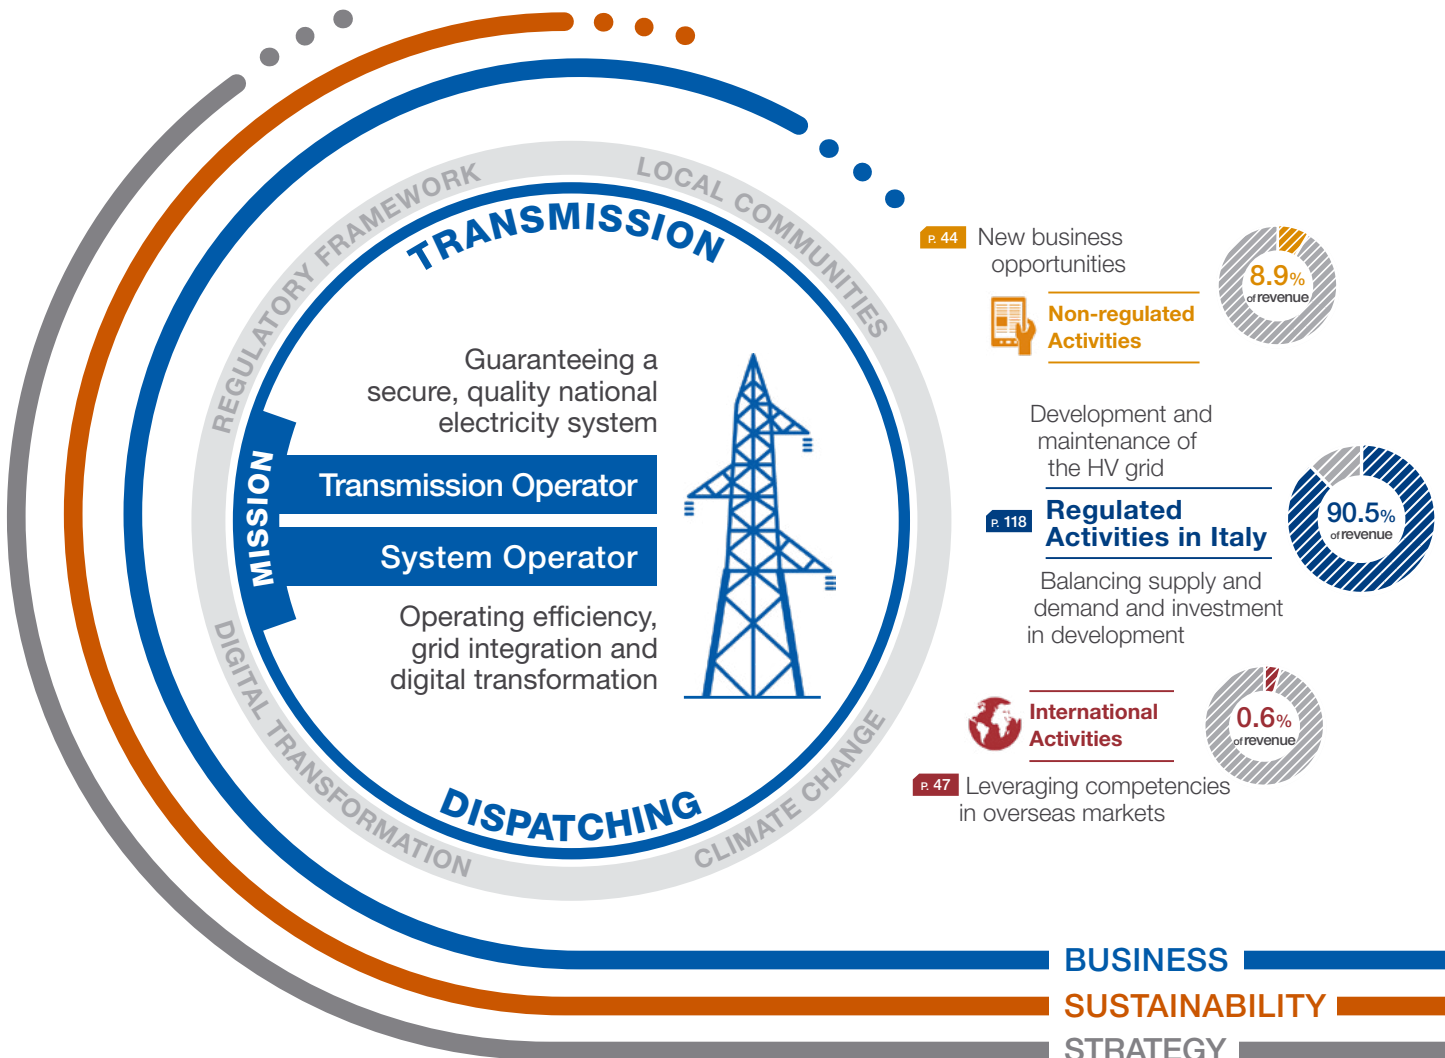 REGULATORY FRAMEWORK
LOCAL COMMUNITIES
TRANSMISSION
Guaranteeing a
secure, quality national
electricity system
MISSION
Transmission Operator
System Operator
Operating efficiency,
grid integration and
digital transformation
DISPATCHING
DIGITAL TRANSFORMATION
CLIMATE CHANGE
P. 44 New business
opportunities
Non-regulated
Activities
8.9%
of revenue
Development and
maintenance of
the HV grid
P. 118 Regulated
Activities in Italy
90.5%
of revenue
Balancing supply and
demand and investment
in development
International
Activities
0.6%
of revenue
P. 47 Leveraging competencies
in overseas markets
BUSINESS
SUSTAINABILITY
STRATEGY